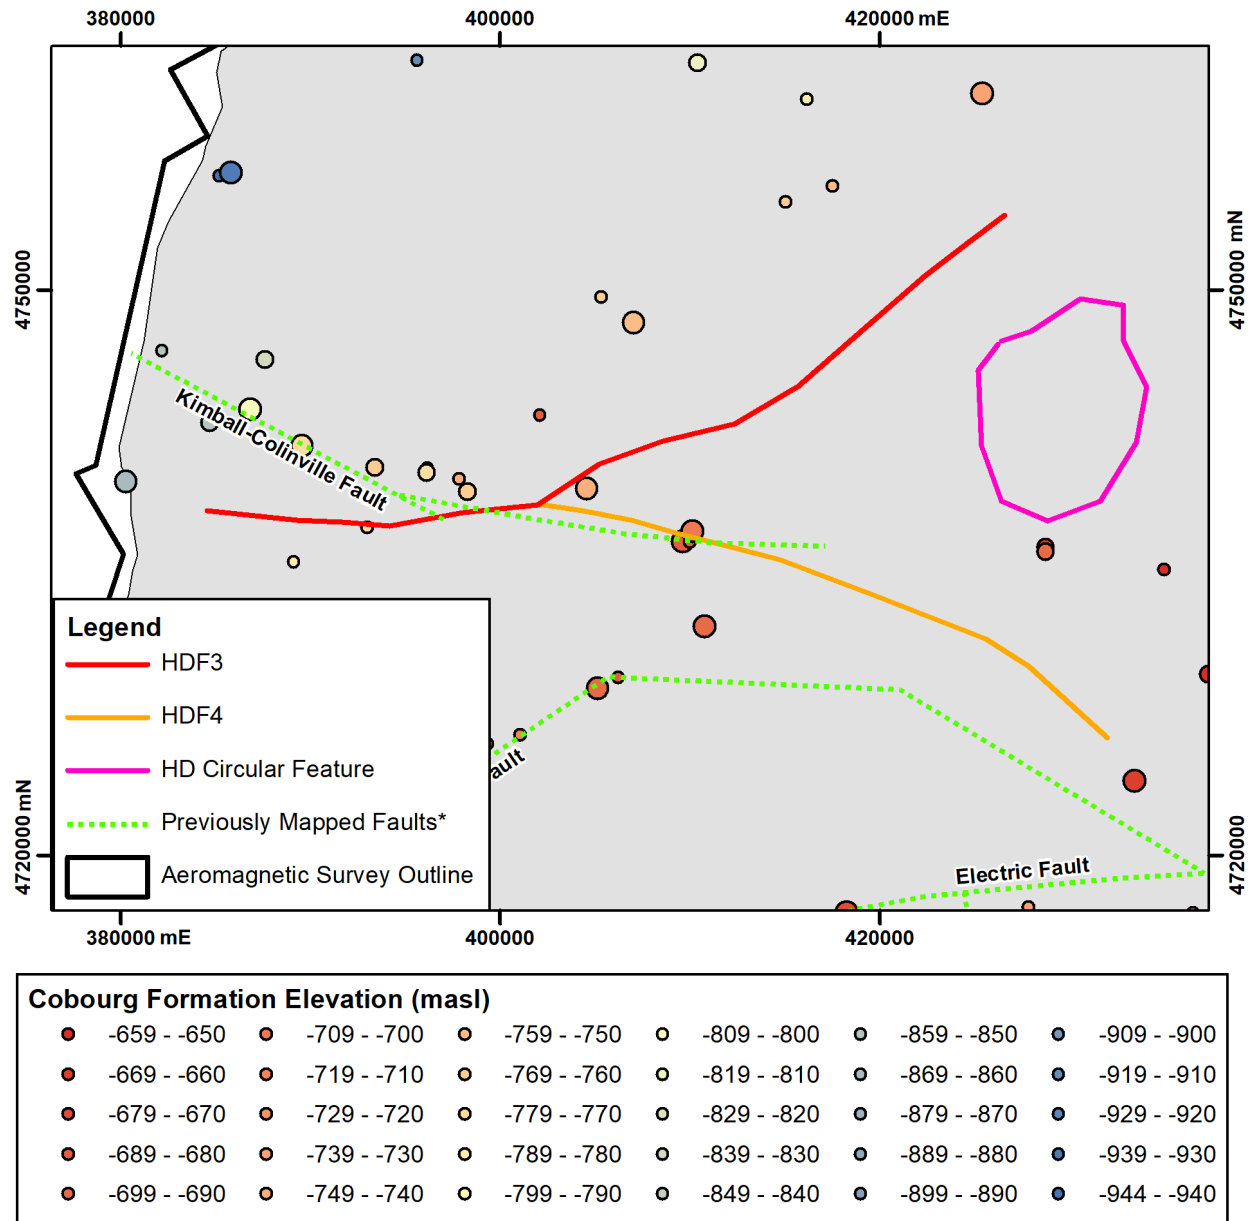 380000
400000
420000 mE
4750000
4750000 mN
Kimball-Colinville Fault
ault
Electric Fault
4720000 mN
4720000
Legend
HDF3
HDF4
HD Circular Feature
Previously Mapped Faults*
Aeromagnetic Survey Outline
380000 mE
400000
420000
Cobourg Formation Elevation (masl)
-659 - -650 -709 - -700 -759 - -750 -809 - -800 -859 - -850 -909 - -900
-669 - -660 -719 - -710 -769 - -760 -819 - -810 -869 - -860 -919 - -910
-679 - -670 -729 - -720 -779 - -770 -829 - -820 -879 - -870 -929 - -920
-689 - -680 -739 - -730 -789 - -780 -839 - -830 -889 - -880 -939 - -930
-699 - -690 -749 - -740 -799 - -790 -849 - -840 -899 - -890 -944 - -940